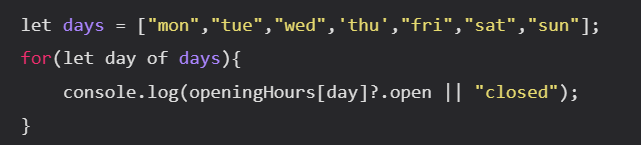 let days = ["mon","tue","wed",'thu',"fri","sat","sun"];
for(let day of days){
    console.log(openingHours[day]?.open || "closed");
}